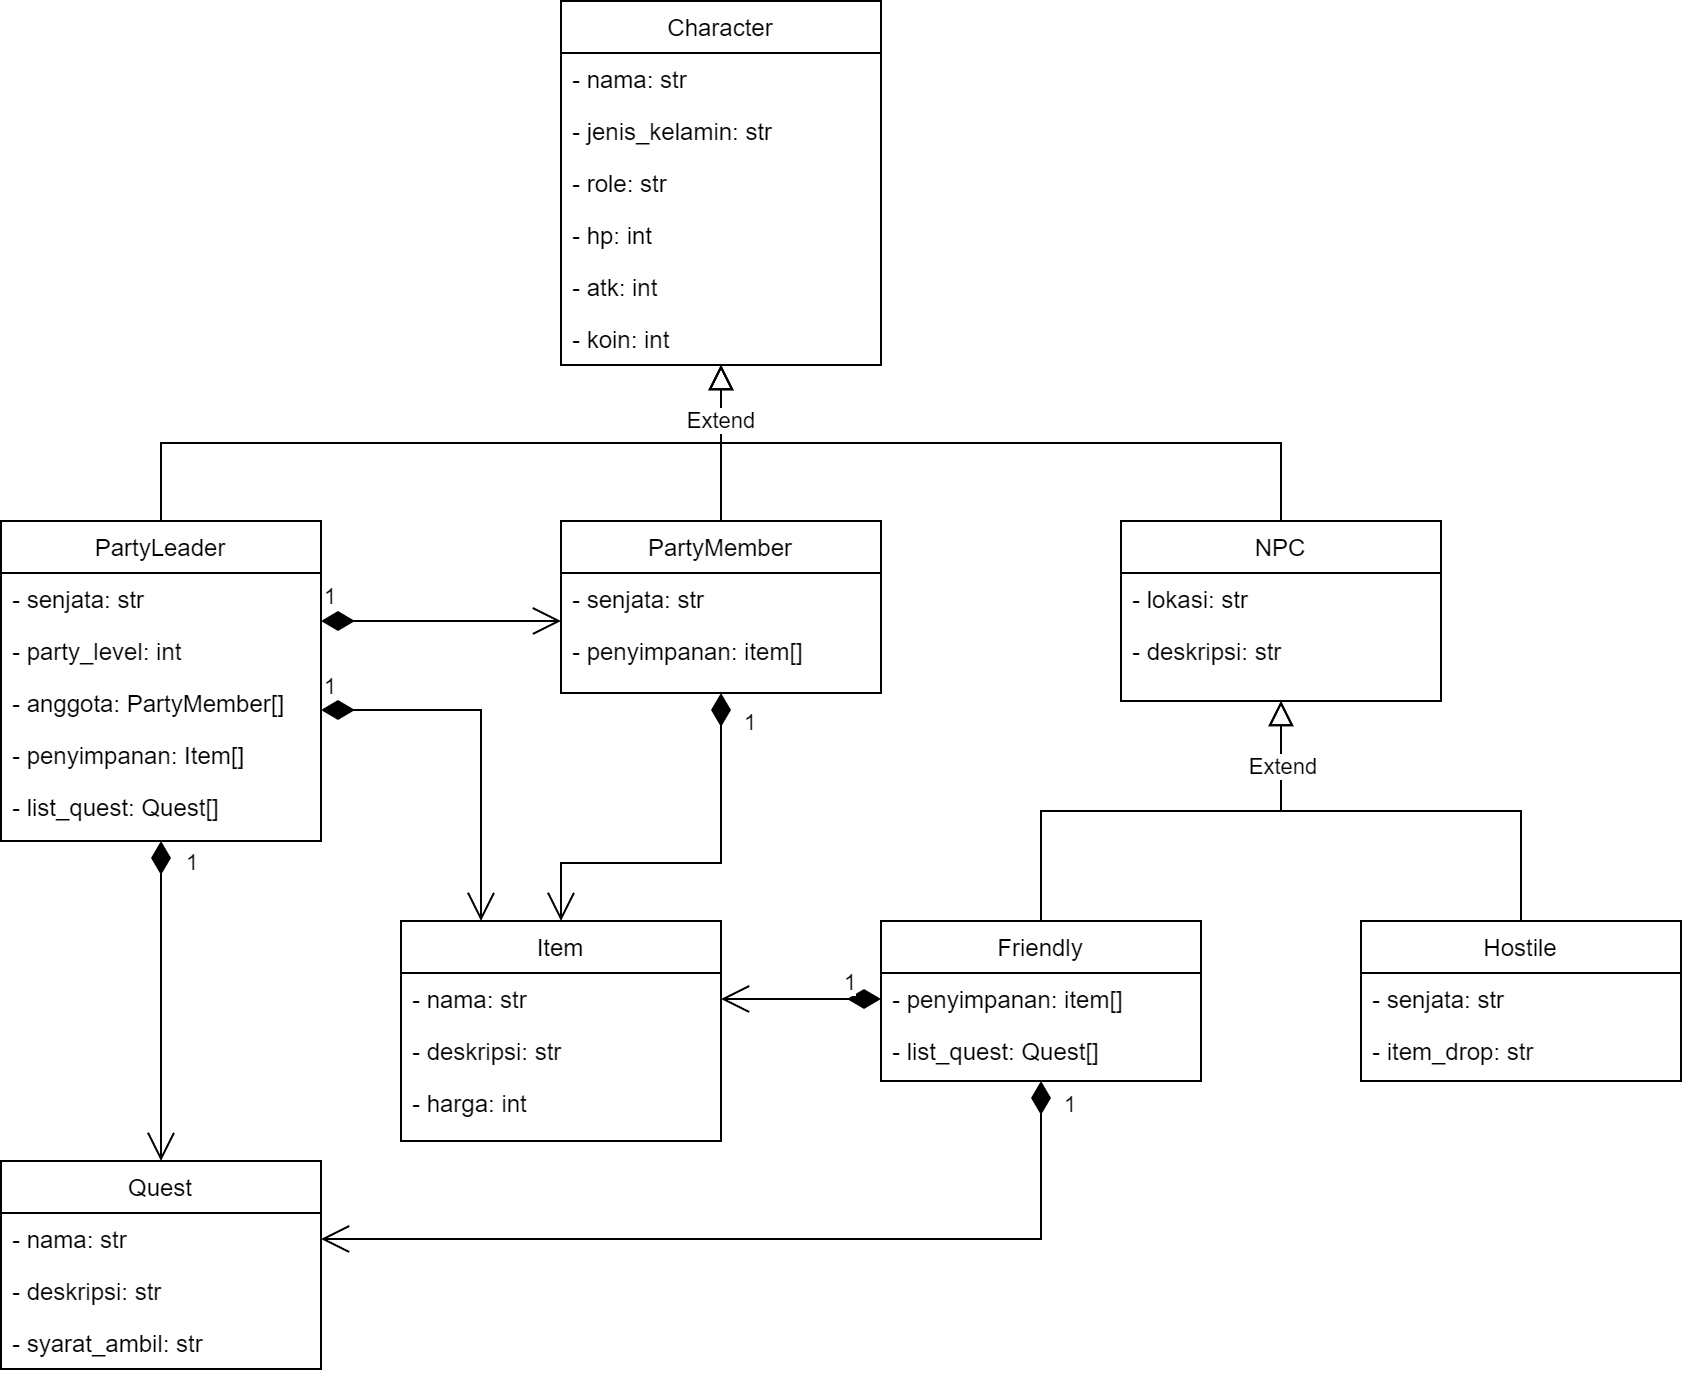 Character
- nama: str
- jenis_kelamin: str
- role: str
- hp: int
- atk: int
- koin: int
Extend
PartyLeader
- senjata: str
- party_level: int
- anggota: PartyMember[]
- penyimpanan: Item[]
- list_quest: Quest[]
1
1
1
PartyMember
- senjata: str
- penyimpanan: item[]
1
NPC
- lokasi: str
- deskripsi: str
Extend
Item
- nama: str
- deskripsi: str
- harga: int
1
Friendly
- penyimpanan: item[]
- list_quest: Quest[]
1
Hostile
- senjata: str
- item_drop: str
Quest
- nama: str
- deskripsi: str
- syarat_ambil: str